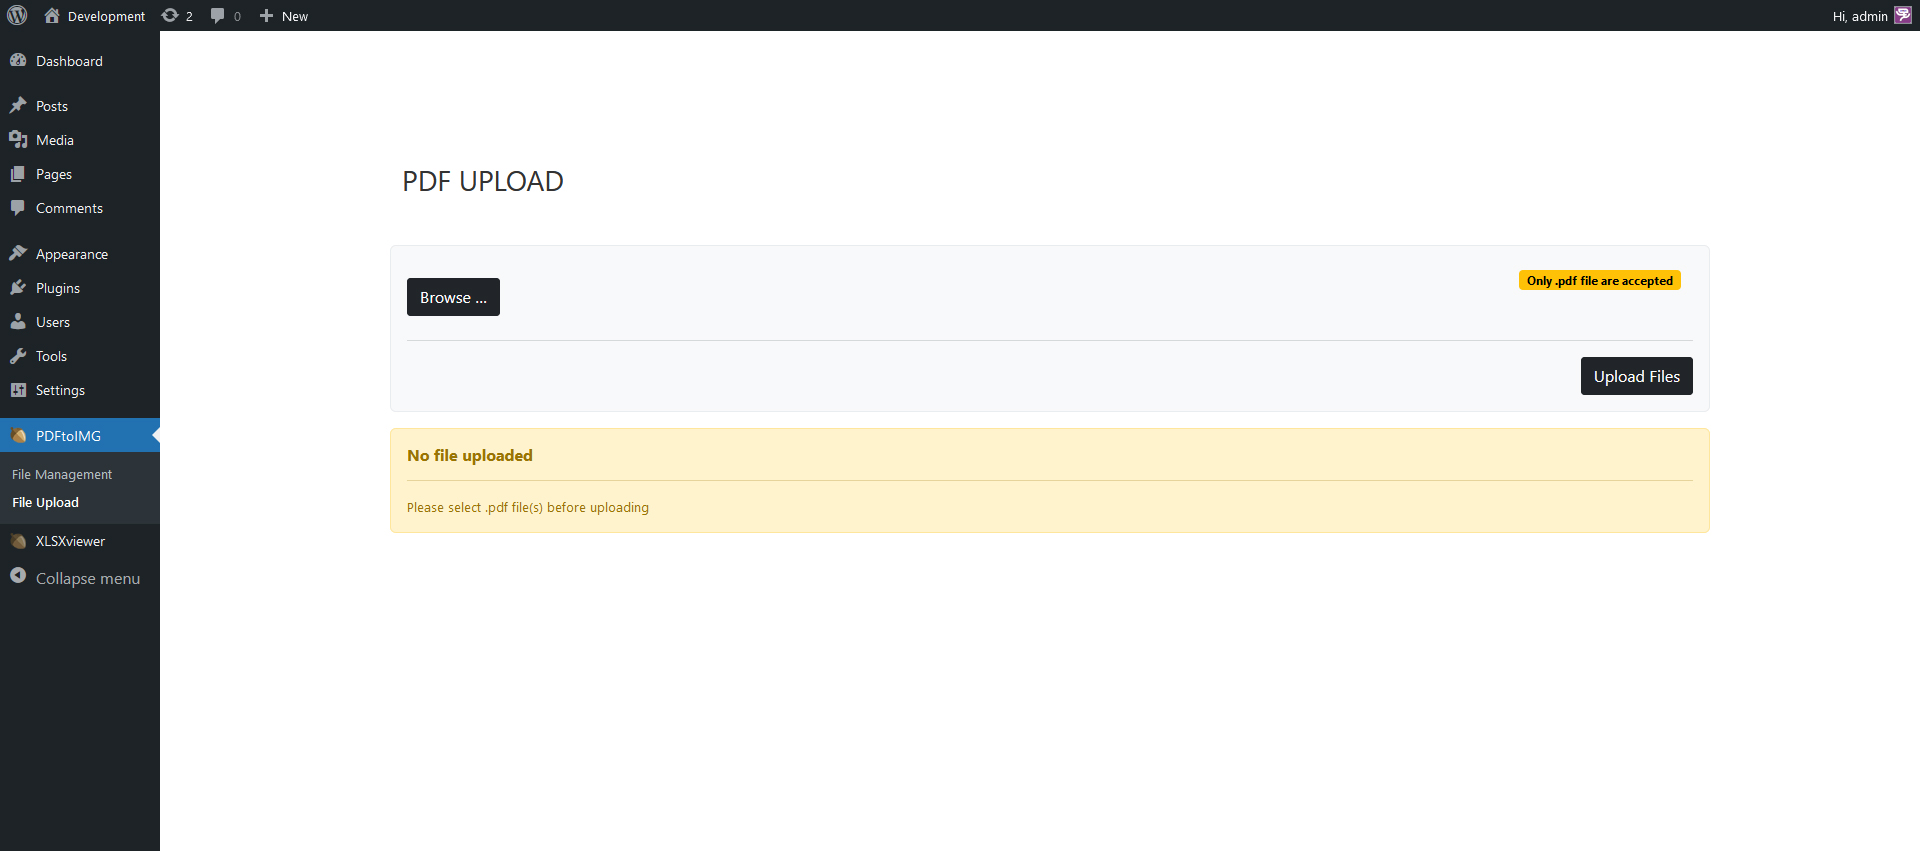 Development 2 0 New Hi, admin
Dashboard
Posts
Media
Pages
Comments
Appearance
Plugins
Users
Tools
Settings
PDFtoIMG
File Management
File Upload
XLSXviewer
Collapse menu
PDF UPLOAD
Only .pdf file are accepted
Browse ...
Upload Files
No file uploaded
Please select .pdf file(s) before uploading